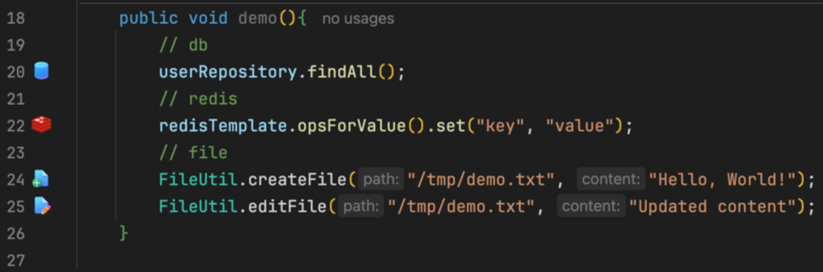 18 public void demo(){ no usages
19 // db
20 userRepository.findAll();
21 // redis
22 redisTemplate.opsForValue().set("key", "value");
23 // file
24 FileUtil.createFile( path: "/tmp/demo.txt", content: "Hello, World!");
25 FileUtil.editFile( path: "/tmp/demo.txt", content: "Updated content");
26 }
27